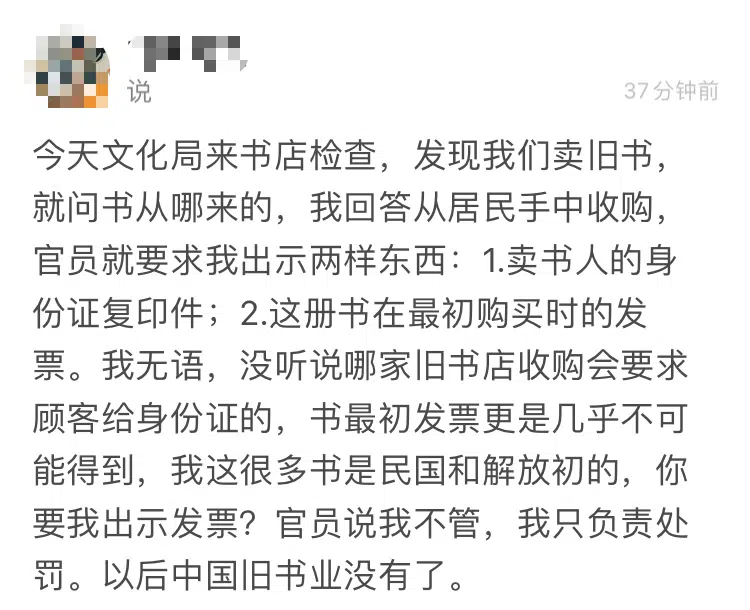 说
37分钟前
今天文化局来书店检查，发现我们卖旧书，
就问书从哪来的，我回答从居民手中收购，
官员就要求我出示两样东西：1.卖书人的身
份证复印件；2.这册书在最初购买时的发
票。我无语，没听说哪家旧书店收购会要求
顾客给身份证的，书最初发票更是几乎不可
能得到，我这很多书是民国和解放初的，你
要我出示发票？官员说我不管，我只负责处
罚。以后中国旧书业没有了。